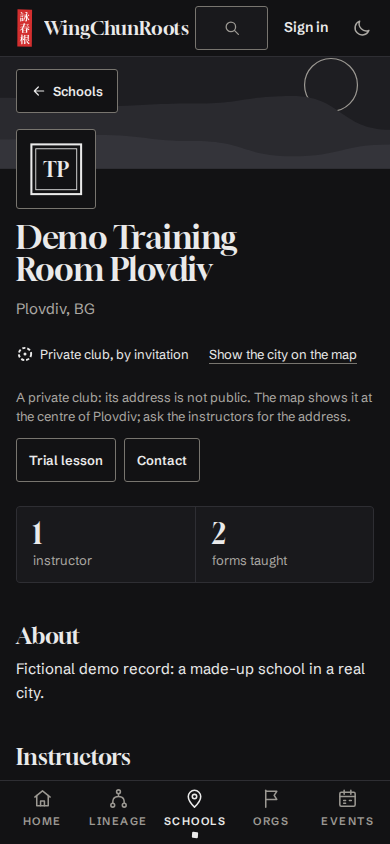 詠春根
WingChunRoots
Sign in
Schools
TP
Demo Training
Room Plovdiv
Plovdiv, BG
Private club, by invitation
Show the city on the map
A private club: its address is not public. The map shows it at
the centre of Plovdiv; ask the instructors for the address.
Trial lesson
Contact
1
instructor
2
forms taught
About
Fictional demo record: a made-up school in a real
city.
Instructors
HOME
LINEAGE
SCHOOLS
ORGS
EVENTS